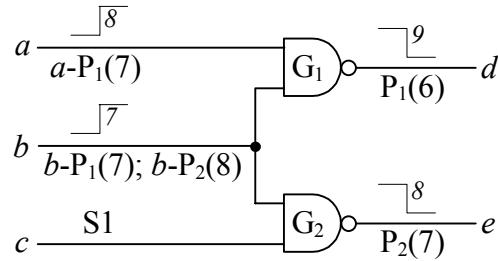 8
a
a-P₁(7)
G₁
9
d
P₁(6)
7
b
b-P₁(7); b-P₂(8)
c
S1
G₂
8
e
P₂(7)